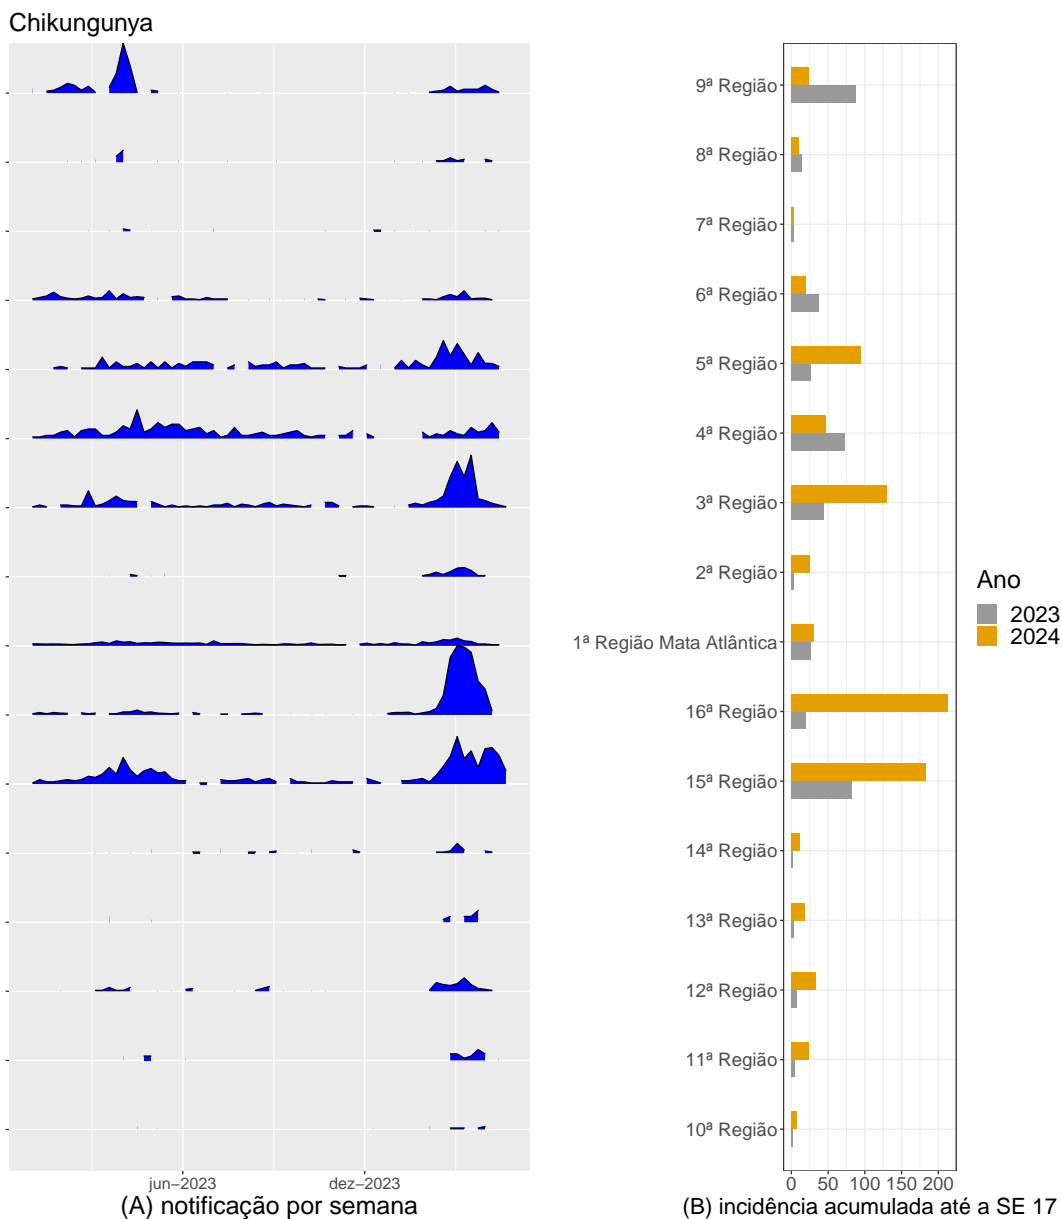 Chikungunya
9ª Região
8ª Região
7ª Região
6ª Região
5ª Região
4ª Região
3ª Região
2ª Região
1ª Região Mata Atlântica
16ª Região
15ª Região
14ª Região
13ª Região
12ª Região
11ª Região
10ª Região
Ano
2023
2024
jun–2023 dez–2023
0 50 100 150 200
(A) notificação por semana
(B) incidência acumulada até a SE 17